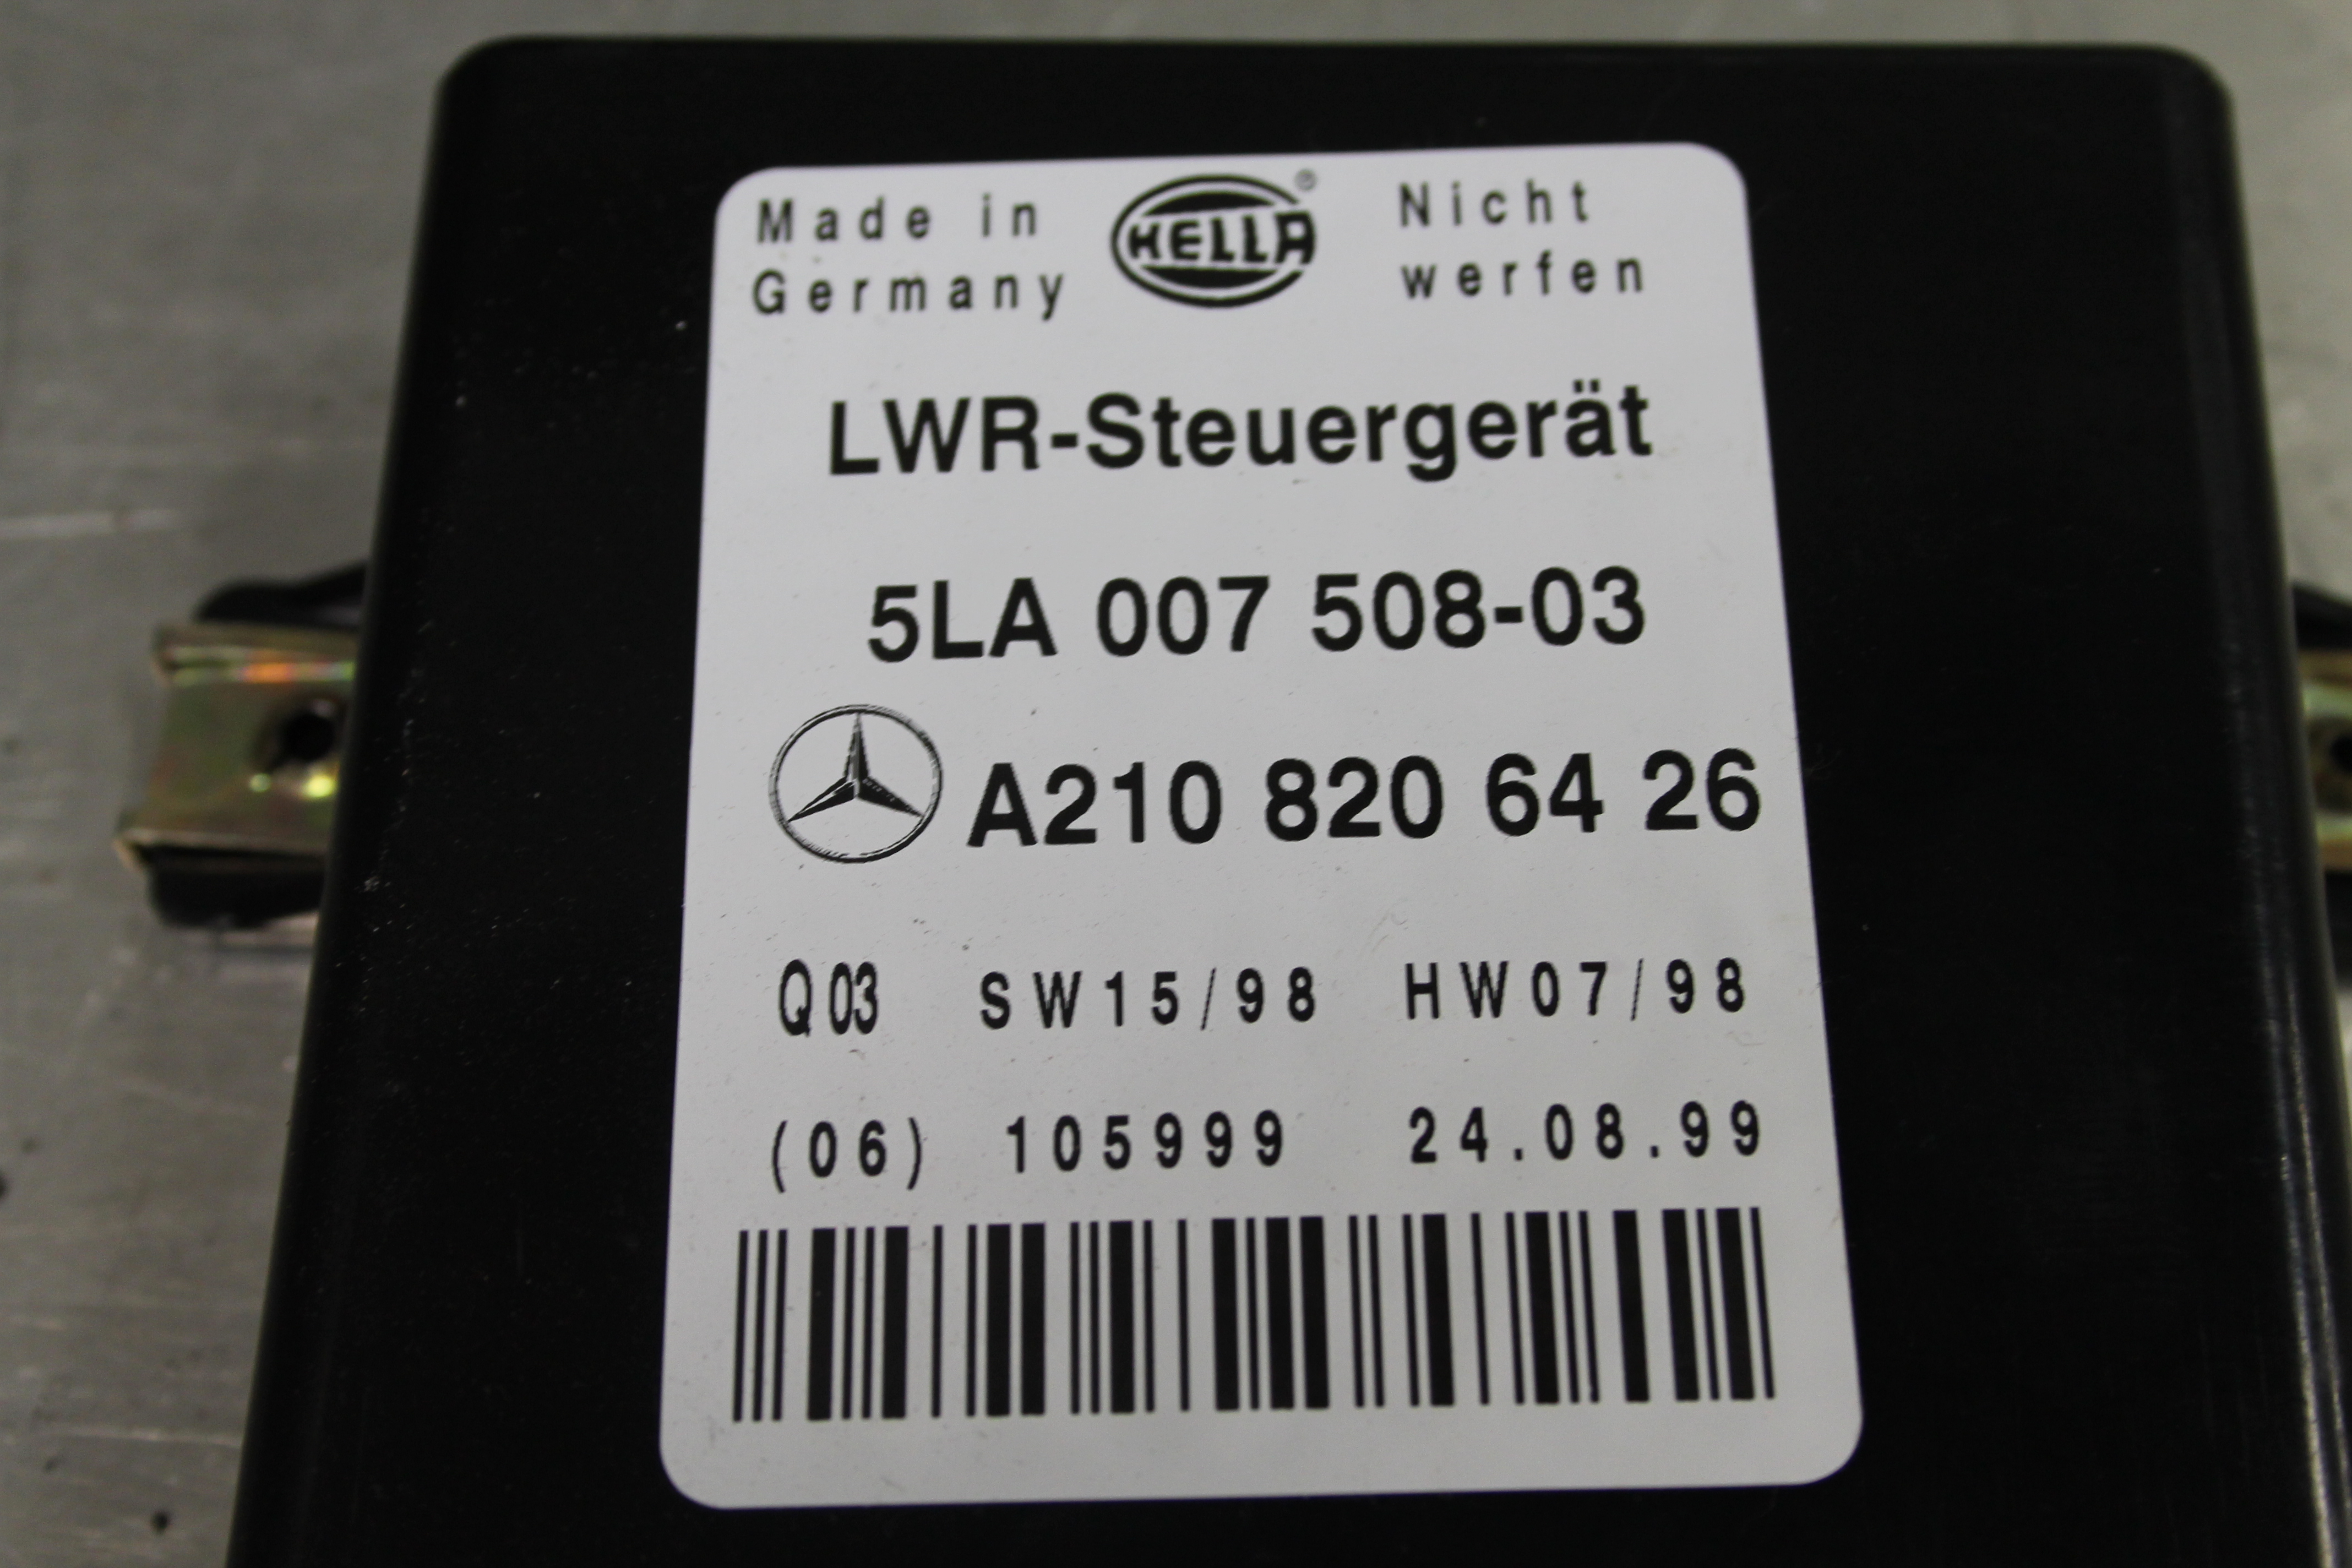 Made in
Germany
HELLA®
Nicht
werfen
LWR-Steuergerät
5LA 007 508-03
A210 820 64 26
Q03 SW15/98 HW07/98
(06) 105999 24.08.99